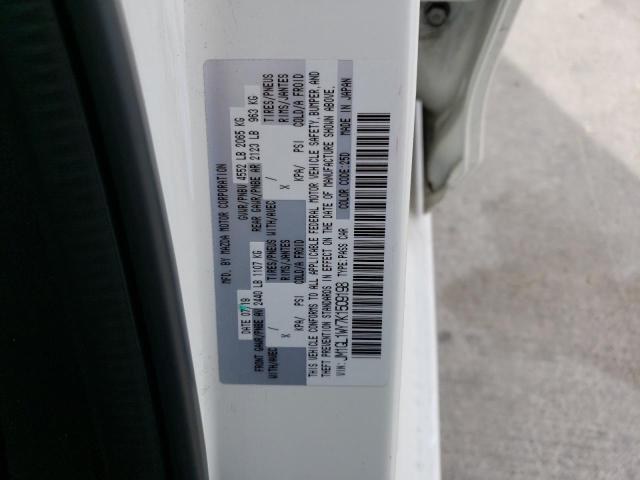 MFD. BY MAZDA MOTOR CORPORATION
DATE 07/19 GVWR/PNBV 4552 LB 2065 KG
FRONT GAWR/PNBE AV 2440 LB 1107 KG REAR GAWR/PNBE AR 2123 LB 963 KG
WITH/AVEC TIRES/PNEUS WITH/AVEC TIRES/PNEUS
/ X RIMS/JANTES / X RIMS/JANTES
KPA/ PSI COLD/A FROID KPA/ PSI COLD/A FROID
THIS VEHICLE CONFORMS TO ALL APPLICABLE FEDERAL MOTOR VEHICLE SAFETY, BUMPER, AND
THEFT PREVENTION STANDARDS IN EFFECT ON THE DATE OF MANUFACTURE SHOWN ABOVE.
VIN: JM1GL1WY7K1509198 TYPE: PASS CAR COLOR CODE: 25D MADE IN JAPAN